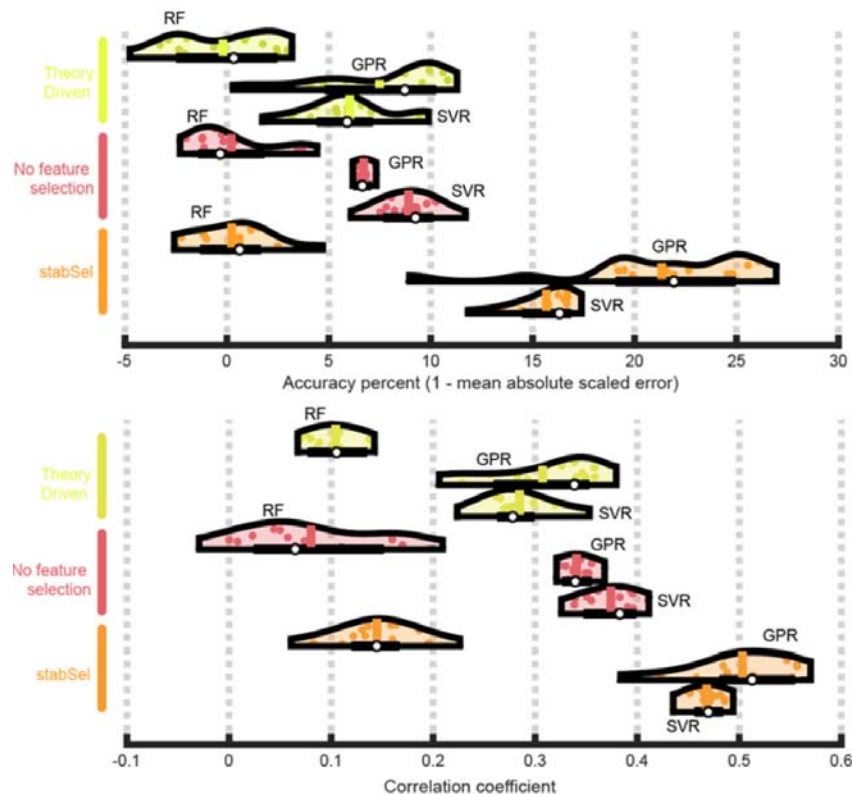 RF
Theory
Driven
GPR
SVR
RF
No feature
selection
GPR
SVR
RF
stabSel
GPR
SVR
-5 0 5 10 15 20 25 30
Accuracy percent (1 - mean absolute scaled error)
RF
Theory
Driven
GPR
SVR
RF
No feature
selection
GPR
SVR
stabSel
GPR
SVR
-0.1 0 0.1 0.2 0.3 0.4 0.5 0.6
Correlation coefficient